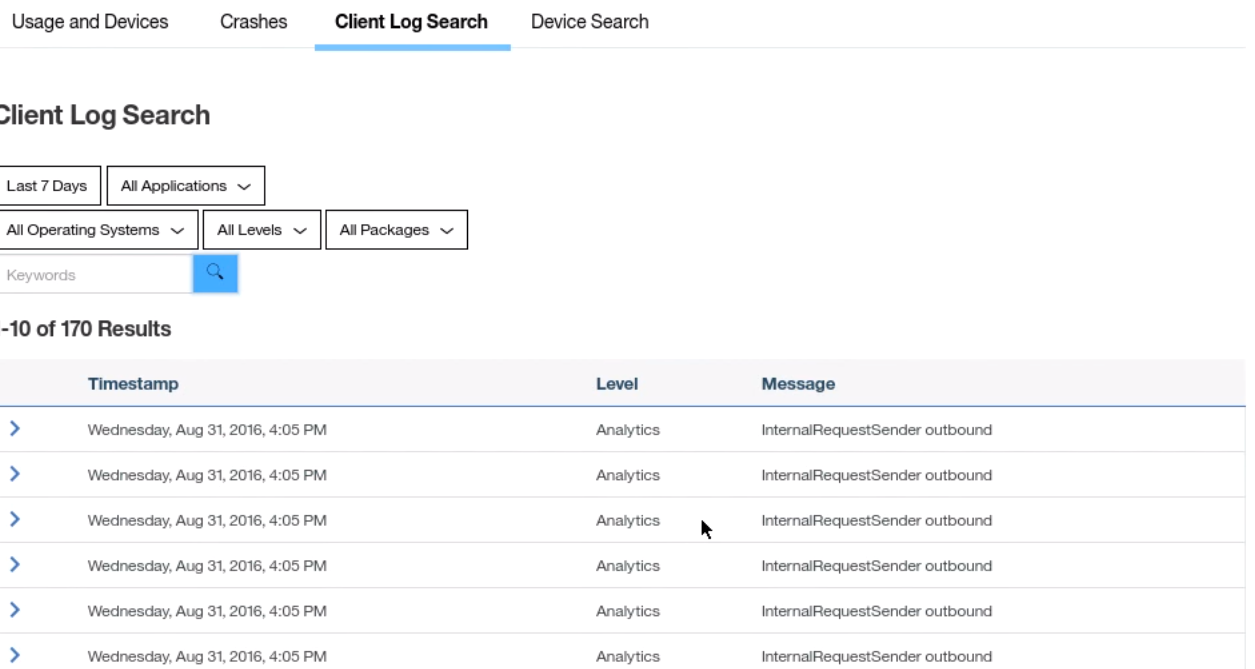 Usage and Devices Crashes Client Log Search Device Search
Client Log Search
Last 7 Days All Applications
All Operating Systems All Levels All Packages
Keywords
-10 of 170 Results
Timestamp Level Message
Wednesday, Aug 31, 2016, 4:05 PM Analytics InternalRequestSender outbound
Wednesday, Aug 31, 2016, 4:05 PM Analytics InternalRequestSender outbound
Wednesday, Aug 31, 2016, 4:05 PM Analytics InternalRequestSender outbound
Wednesday, Aug 31, 2016, 4:05 PM Analytics InternalRequestSender outbound
Wednesday, Aug 31, 2016, 4:05 PM Analytics InternalRequestSender outbound
Wednesday, Aug 31, 2016, 4:05 PM Analytics InternalRequestSender outbound